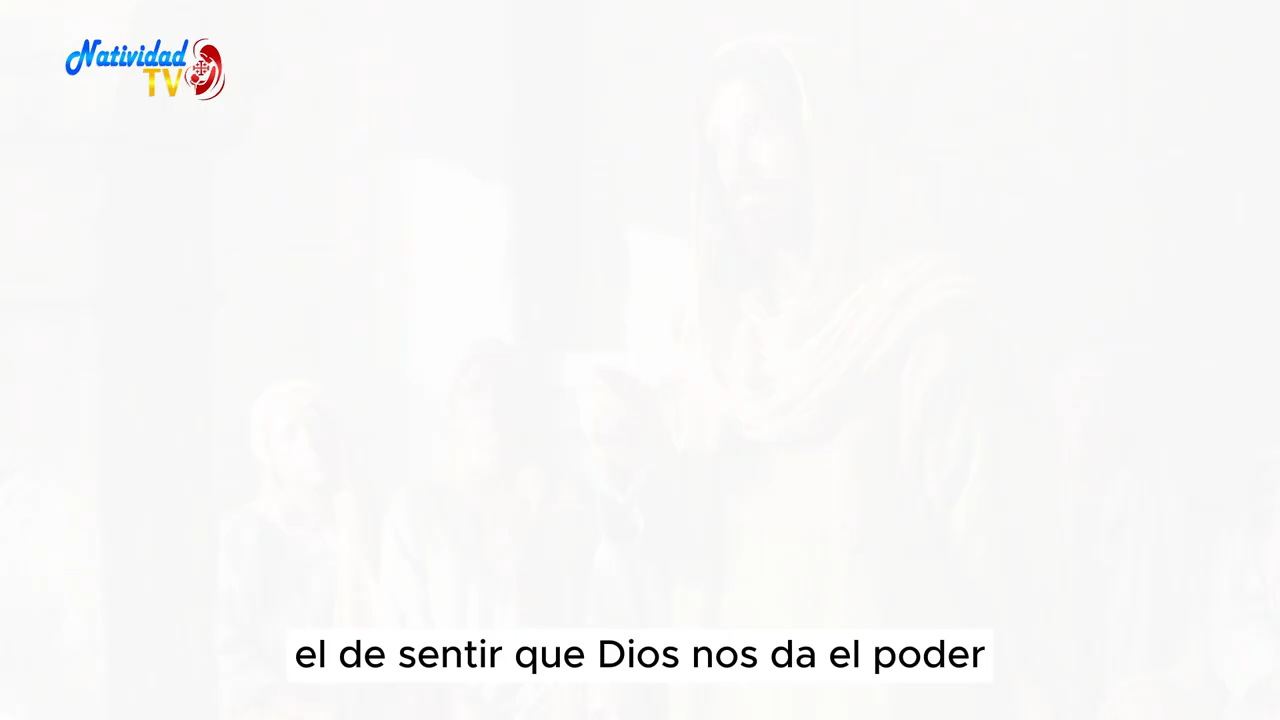 Natividad
TV
el de sentir que Dios nos da el poder